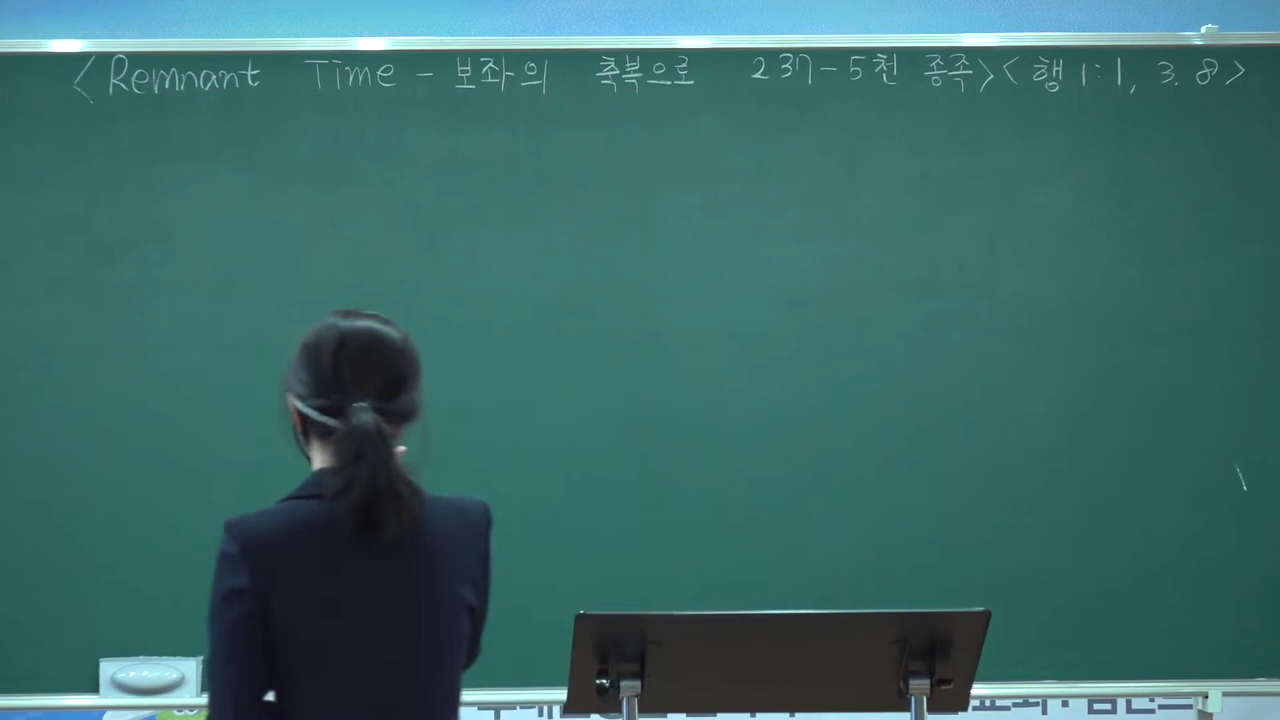 <Remnant Time - 보좌의 축복으로 237-5천 종족> <행 1:1, 3. 8>